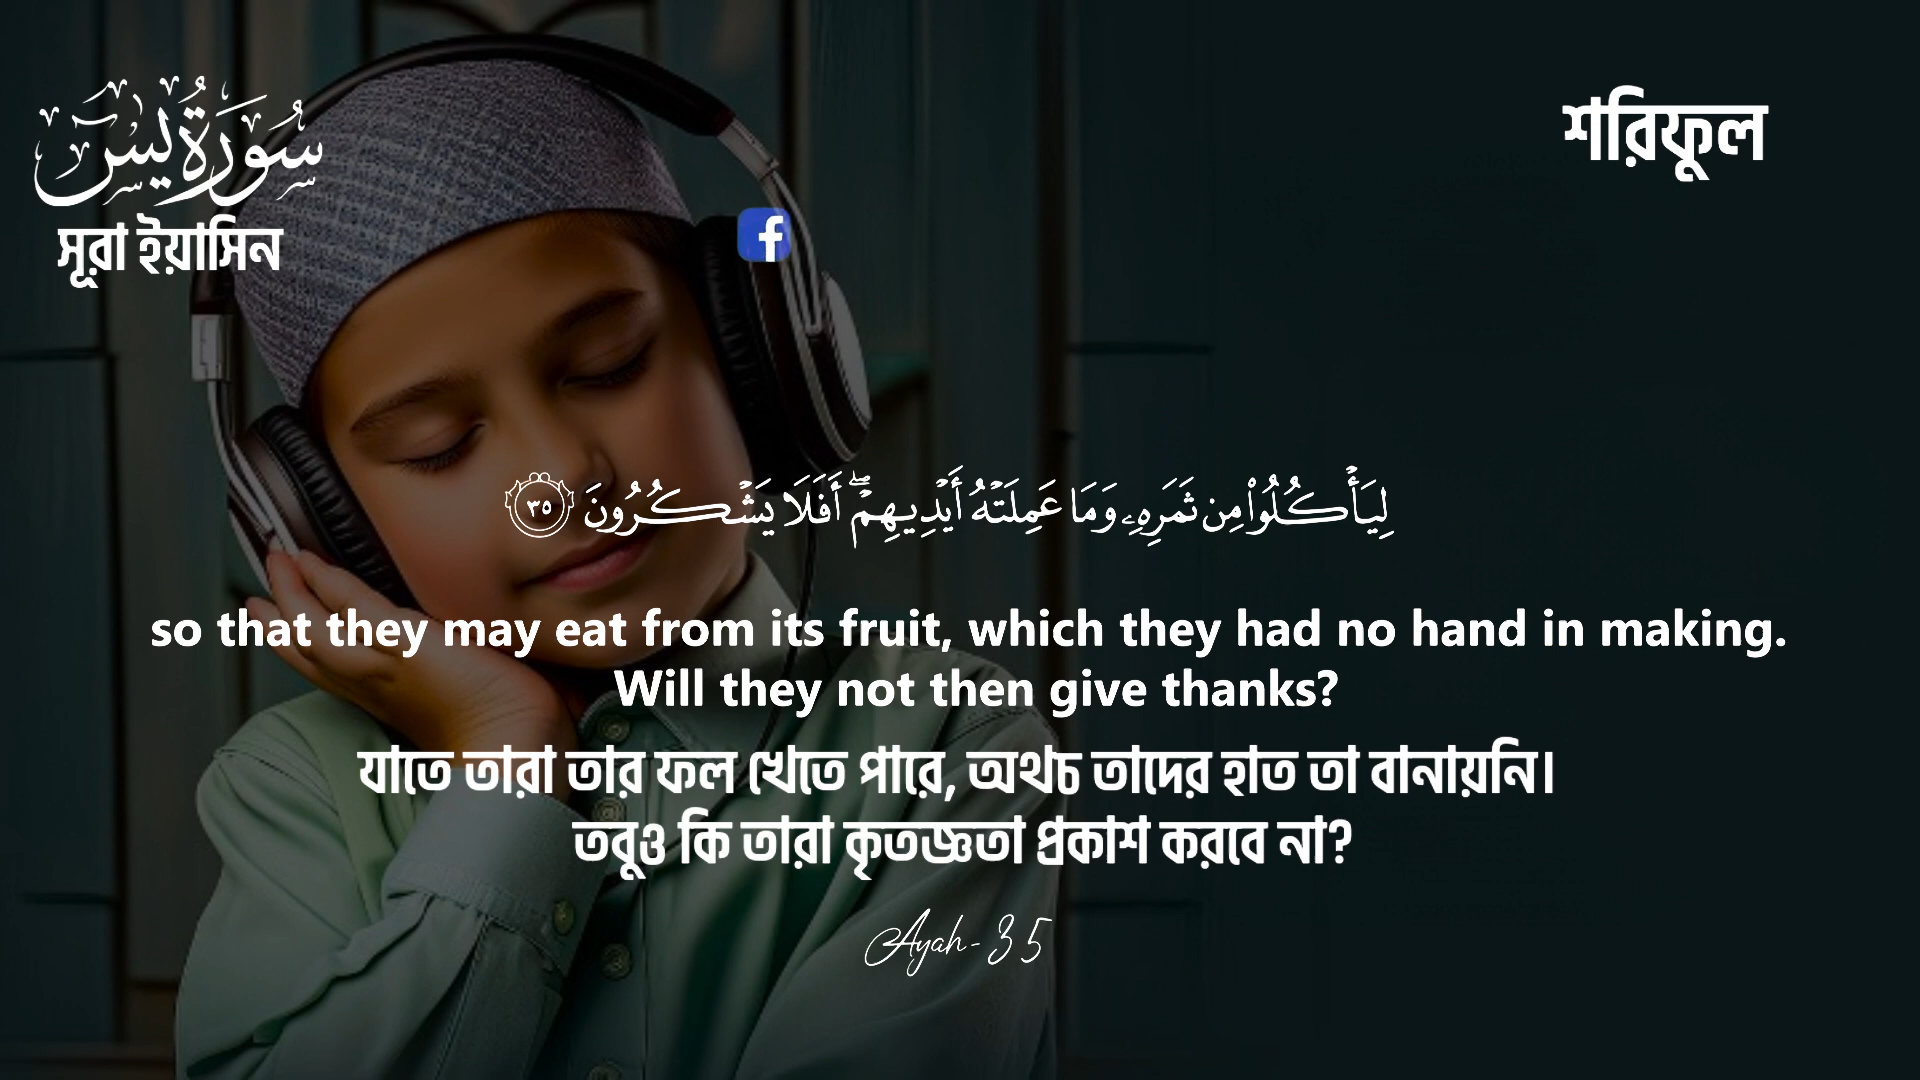 سُورَةُ يسٓ
সূরা ইয়াসিন
শরিফুল
لِيَأْكُلُوا۟ مِن ثَمَرِهِۦ وَمَا عَمِلَتْهُ أَيْدِيهِمْ ۖ أَفَلَا يَشْكُرُونَ ٣٥
so that they may eat from its fruit, which they had no hand in making.
Will they not then give thanks?
যাতে তারা তার ফল খেতে পারে, অথচ তাদের হাত তা বানায়নি।
তবুও কি তারা কৃতজ্ঞতা প্রকাশ করবে না?
Ayah-35